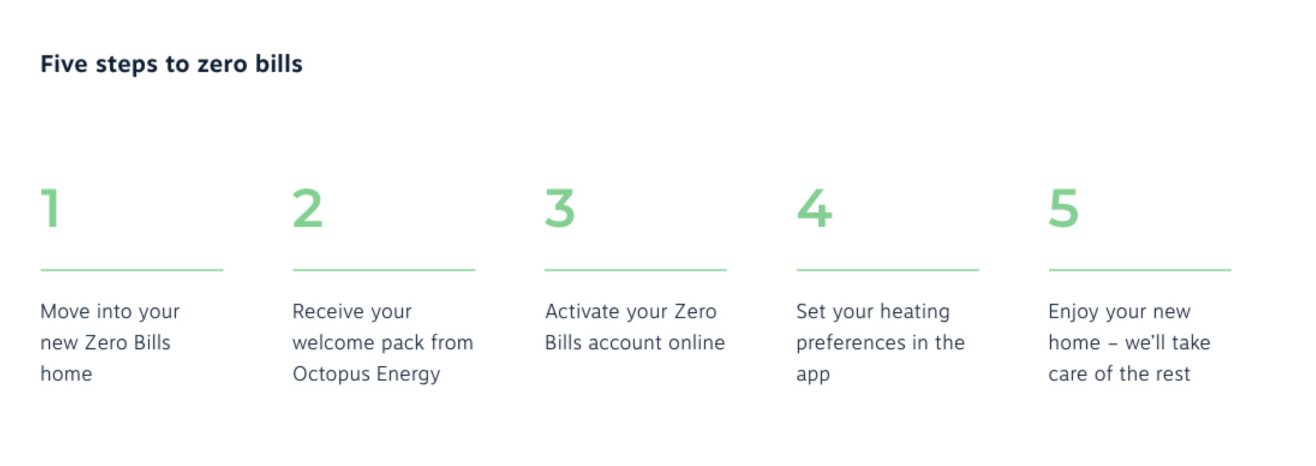 Five steps to zero bills
1
Move into your
new Zero Bills
home
2
Receive your
welcome pack from
Octopus Energy
3
Activate your Zero
Bills account online
4
Set your heating
preferences in the
app
5
Enjoy your new
home – we'll take
care of the rest